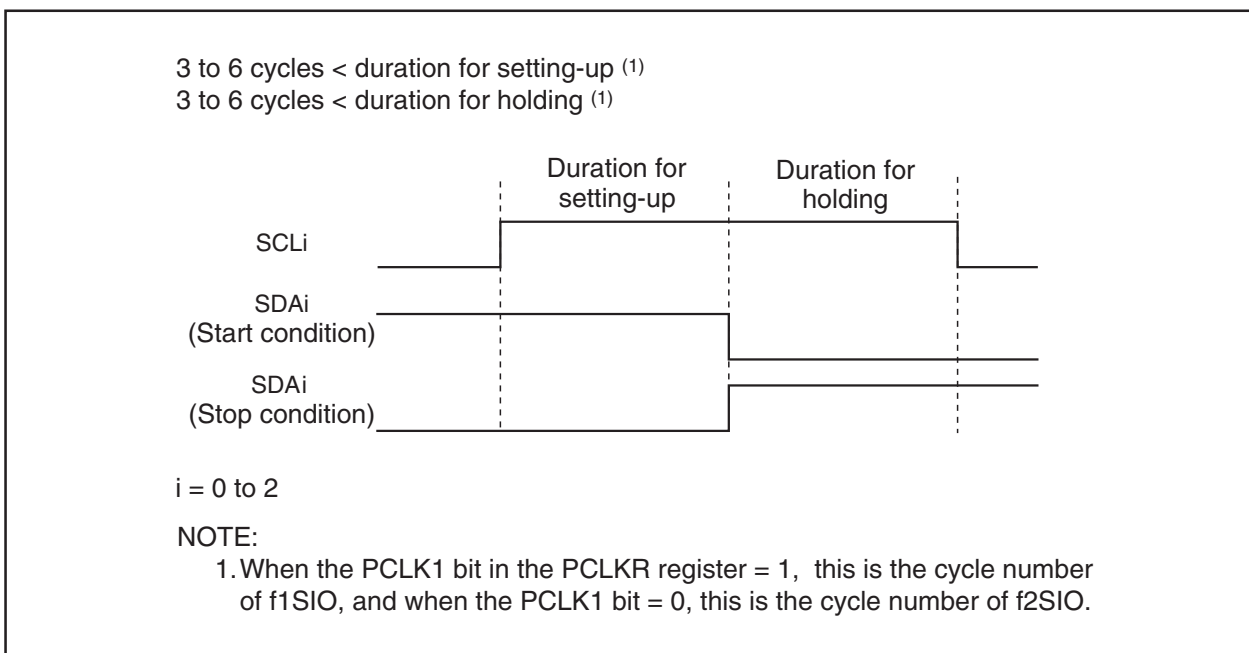 3 to 6 cycles < duration for setting-up (1)
3 to 6 cycles < duration for holding (1)
Duration for
setting-up
Duration for
holding
SCLi
SDAi
(Start condition)
SDAi
(Stop condition)
i = 0 to 2
NOTE:
1. When the PCLK1 bit in the PCLKR register = 1, this is the cycle number
of f1SIO, and when the PCLK1 bit = 0, this is the cycle number of f2SIO.